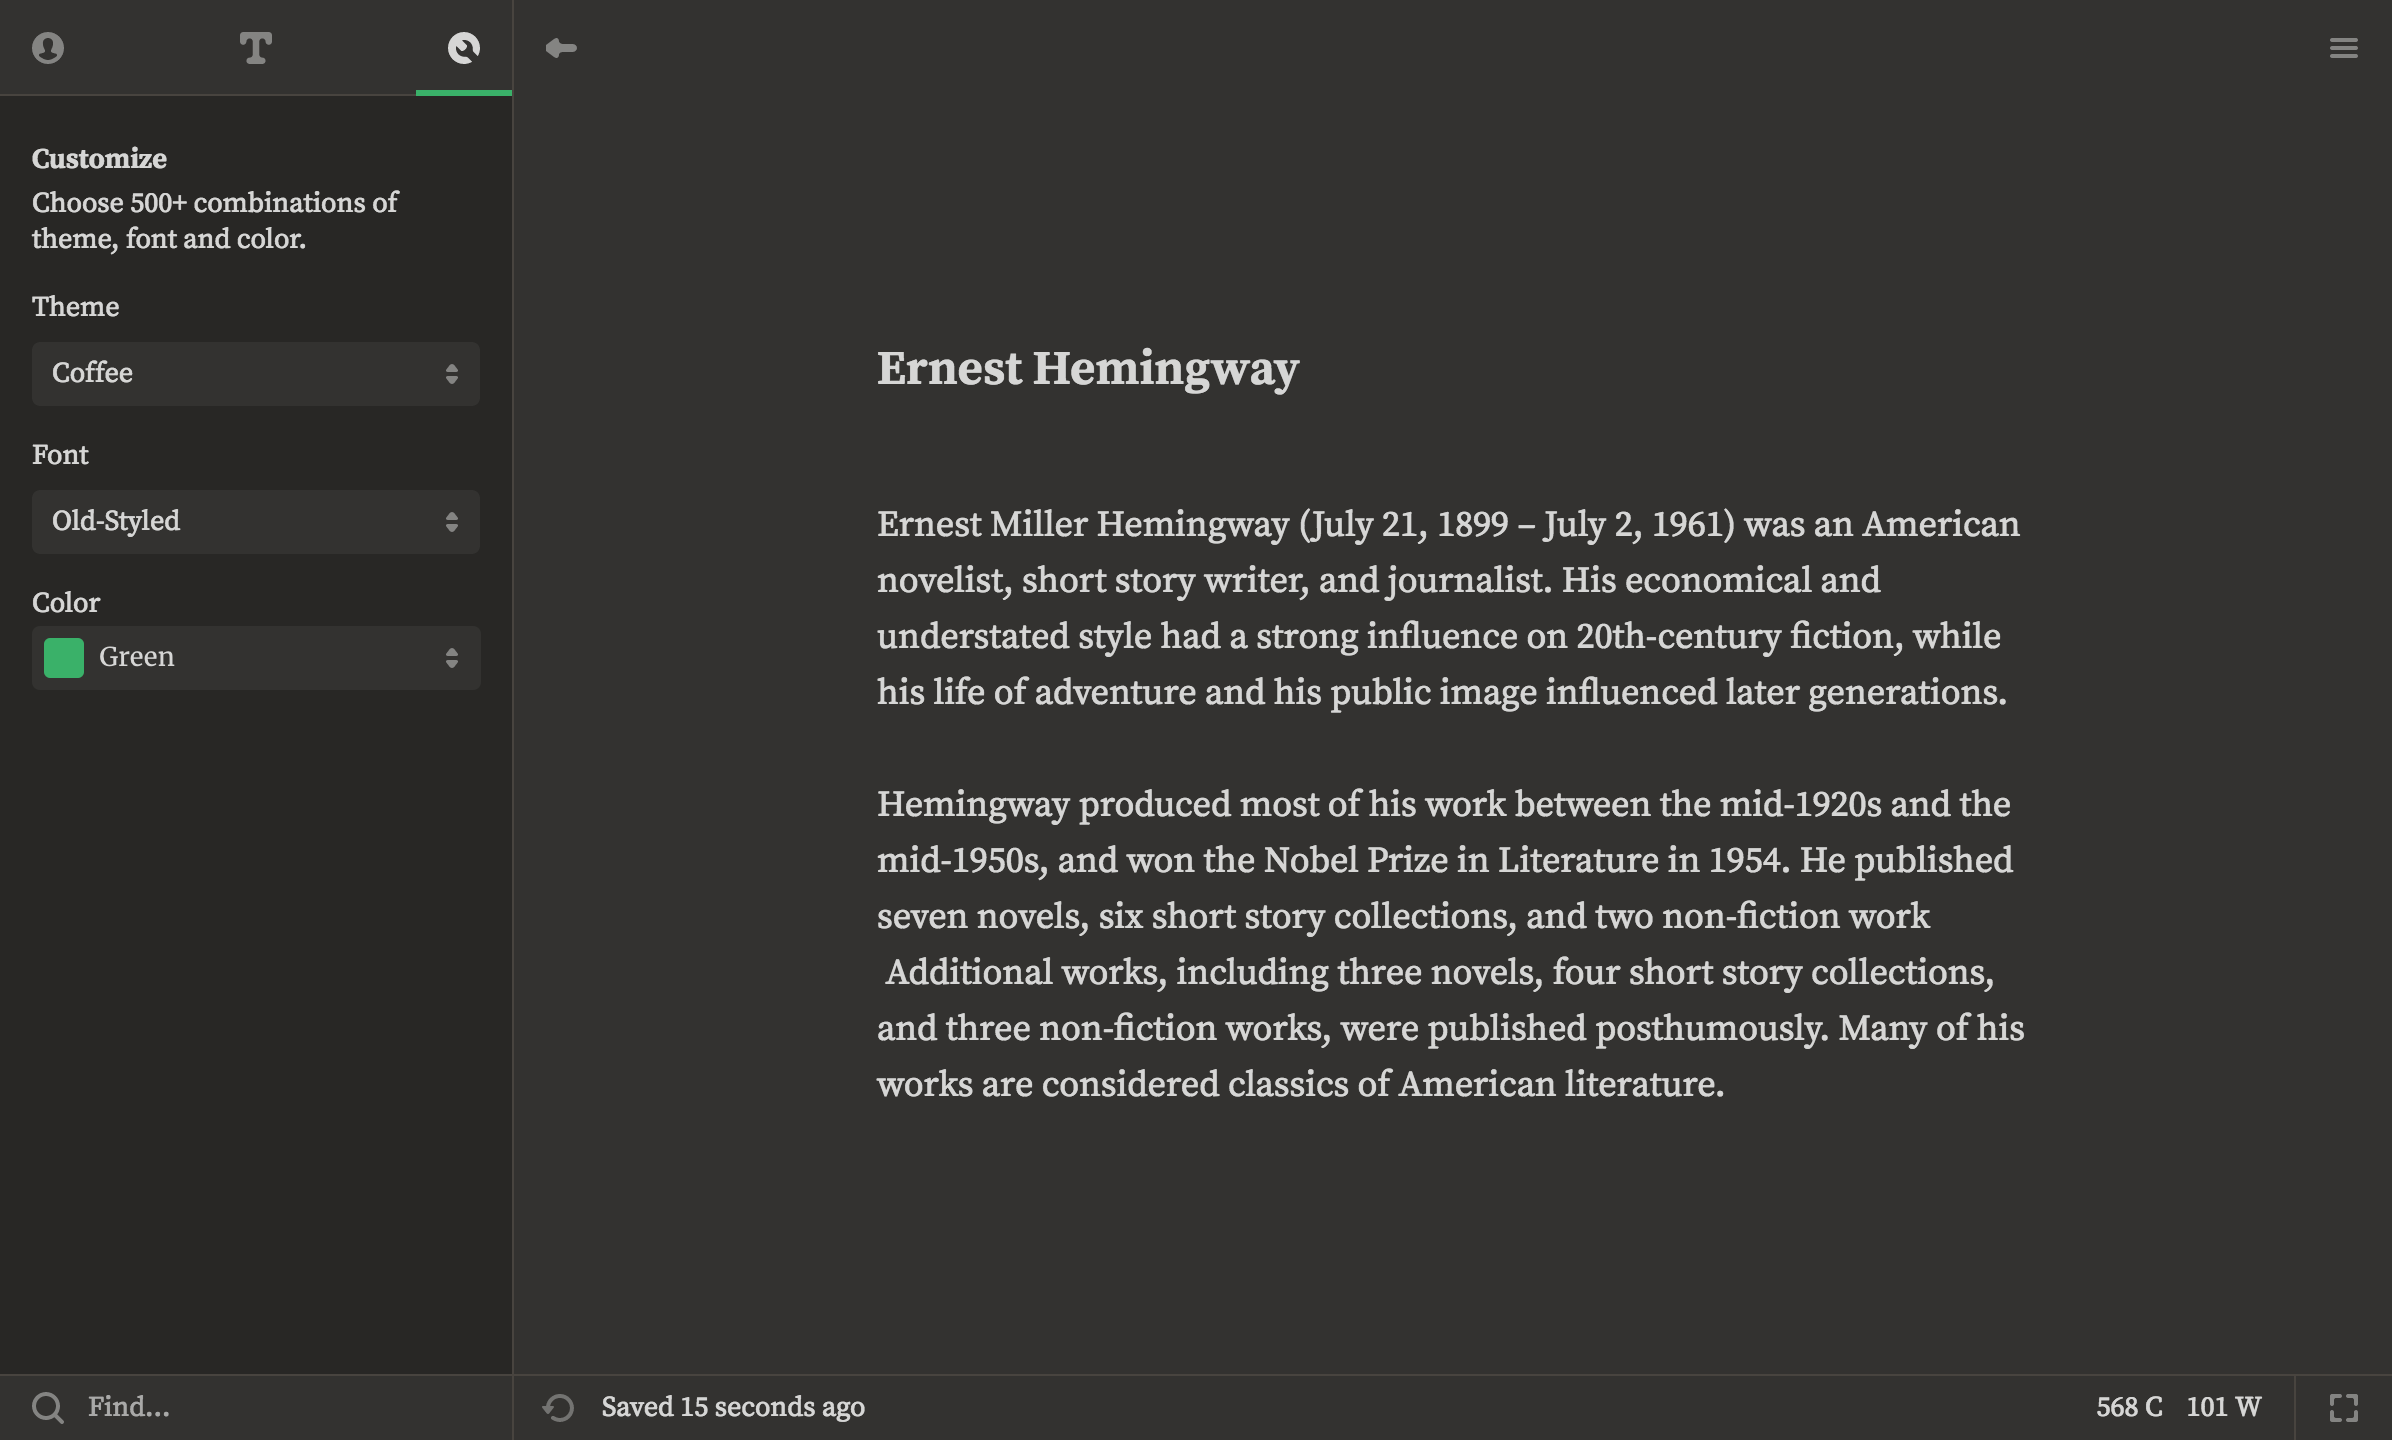 Customize
Choose 500+ combinations of
theme, font and color.
Theme
Coffee
Font
Old-Styled
Color
Green
Find...
Ernest Hemingway
Ernest Miller Hemingway (July 21, 1899 – July 2, 1961) was an American
novelist, short story writer, and journalist. His economical and
understated style had a strong influence on 20th-century fiction, while
his life of adventure and his public image influenced later generations.
Hemingway produced most of his work between the mid-1920s and the
mid-1950s, and won the Nobel Prize in Literature in 1954. He published
seven novels, six short story collections, and two non-fiction work
Additional works, including three novels, four short story collections,
and three non-fiction works, were published posthumously. Many of his
works are considered classics of American literature.
Saved 15 seconds ago
568 C 101 W